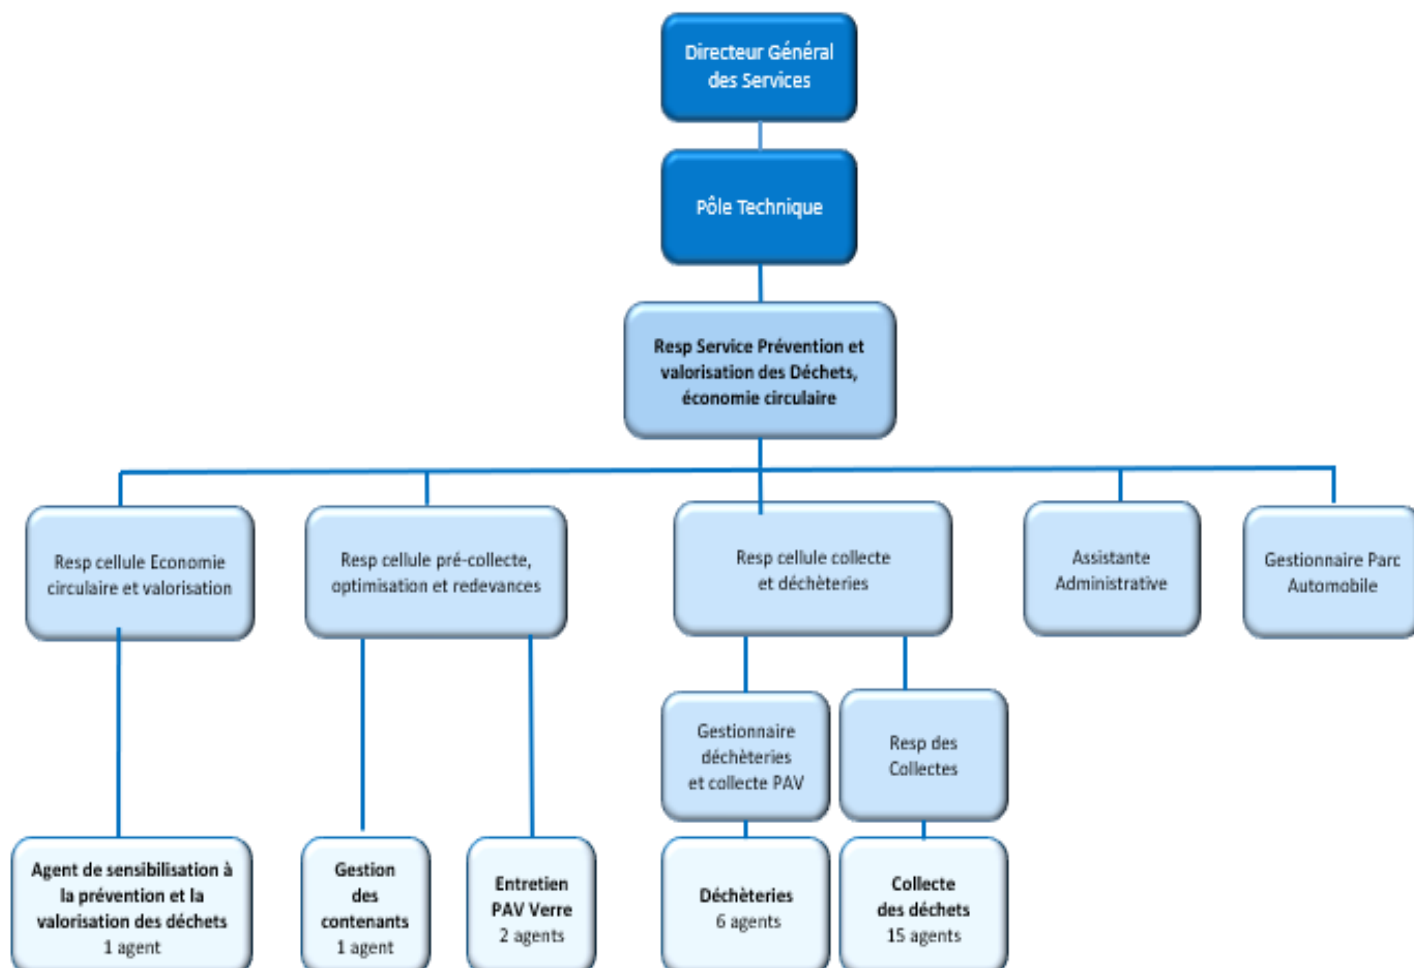 Directeur Général
des Services
Pôle Technique
Resp Service Prévention et
valorisation des Déchets,
économie circulaire
Resp cellule Economie
circulaire et valorisation
Resp cellule pré-collecte,
optimisation et redevances
Resp cellule collecte
et déchèteries
Assistante
Administrative
Gestionnaire Parc
Automobile
Gestionnaire
déchèteries
et collecte PAV
Resp des
Collectes
Agent de sensibilisation à
la prévention et la
valorisation des déchets
1 agent
Gestion
des
contenants
1 agent
Entretien
PAV Verre
2 agents
Déchèteries
6 agents
Collecte
des déchets
15 agents